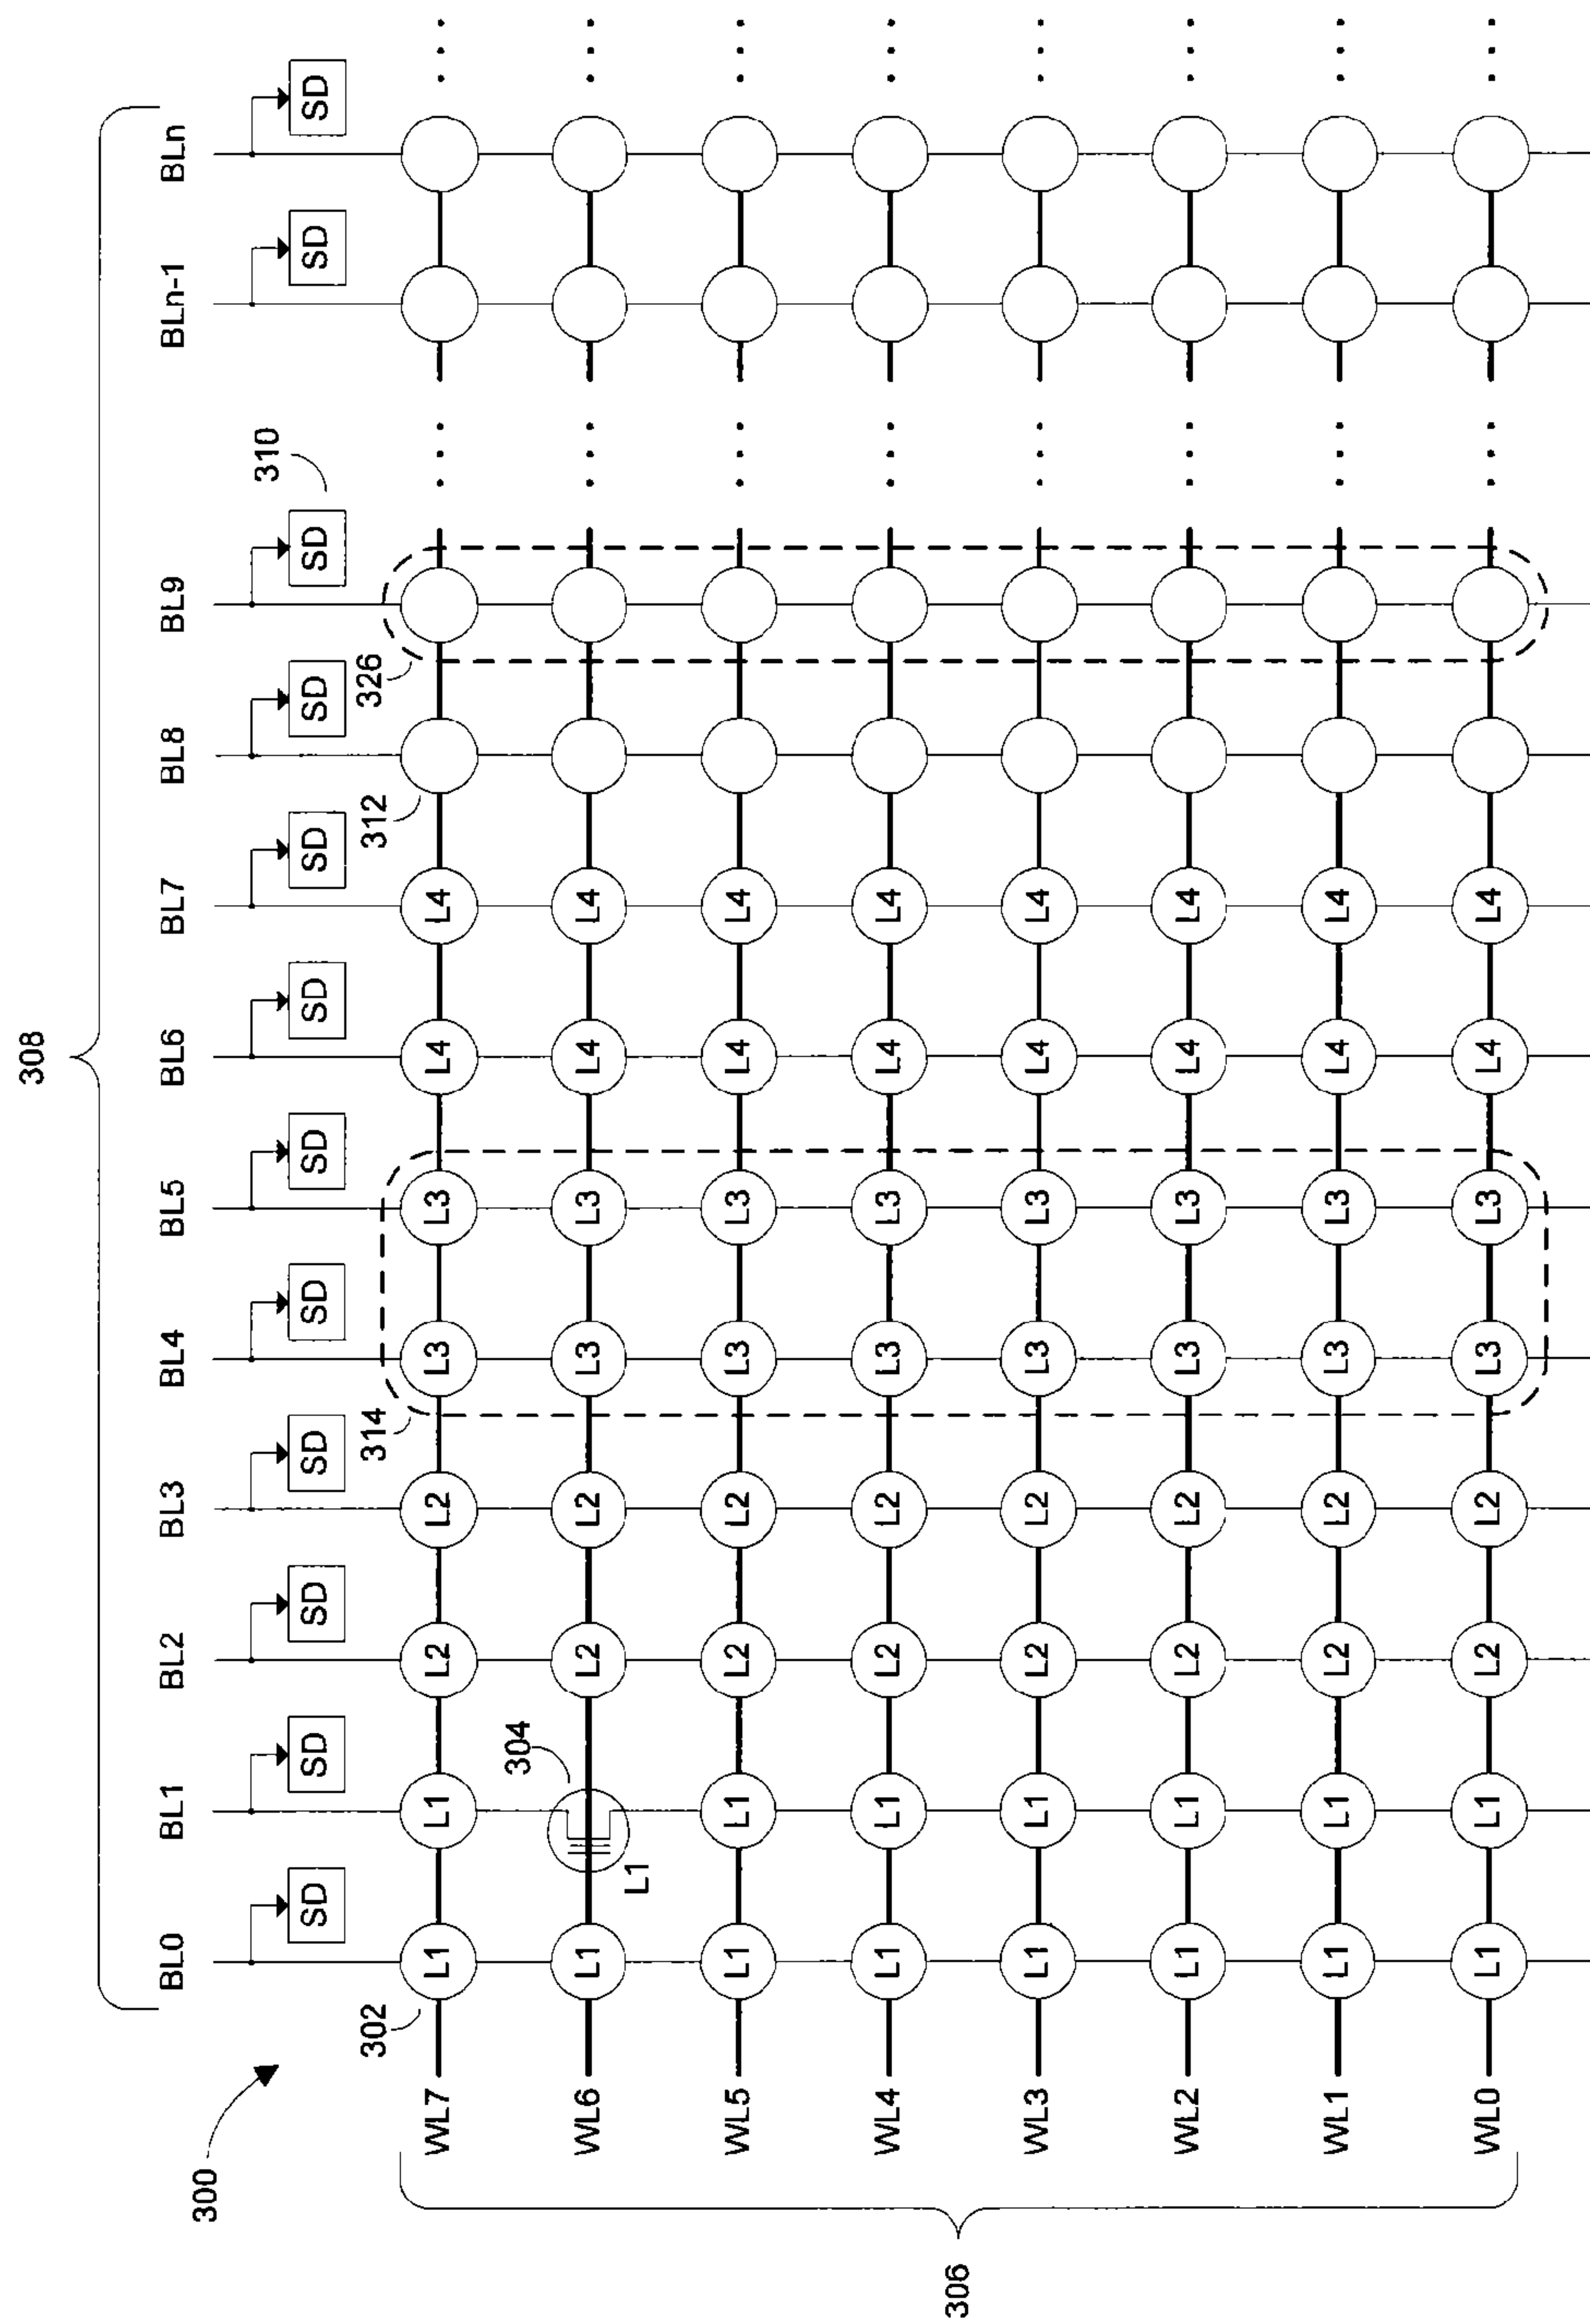 308
BL0 BL1 BL2 BL3 BL4 BL5 BL6 BL7 BL8 BL9 BLn-1 BLn
SD SD SD SD SD SD SD SD SD SD SD SD
310
300
302 314 312 326
WL7 L1 L1 L2 L2 L3 L3 L4 L4
304
WL6 L1 L2 L2 L3 L3 L4 L4
L1
WL5 L1 L1 L2 L2 L3 L3 L4 L4
WL4 L1 L1 L2 L2 L3 L3 L4 L4
WL3 L1 L1 L2 L2 L3 L3 L4 L4
WL2 L1 L1 L2 L2 L3 L3 L4 L4
WL1 L1 L1 L2 L2 L3 L3 L4 L4
WL0 L1 L1 L2 L2 L3 L3 L4 L4
306